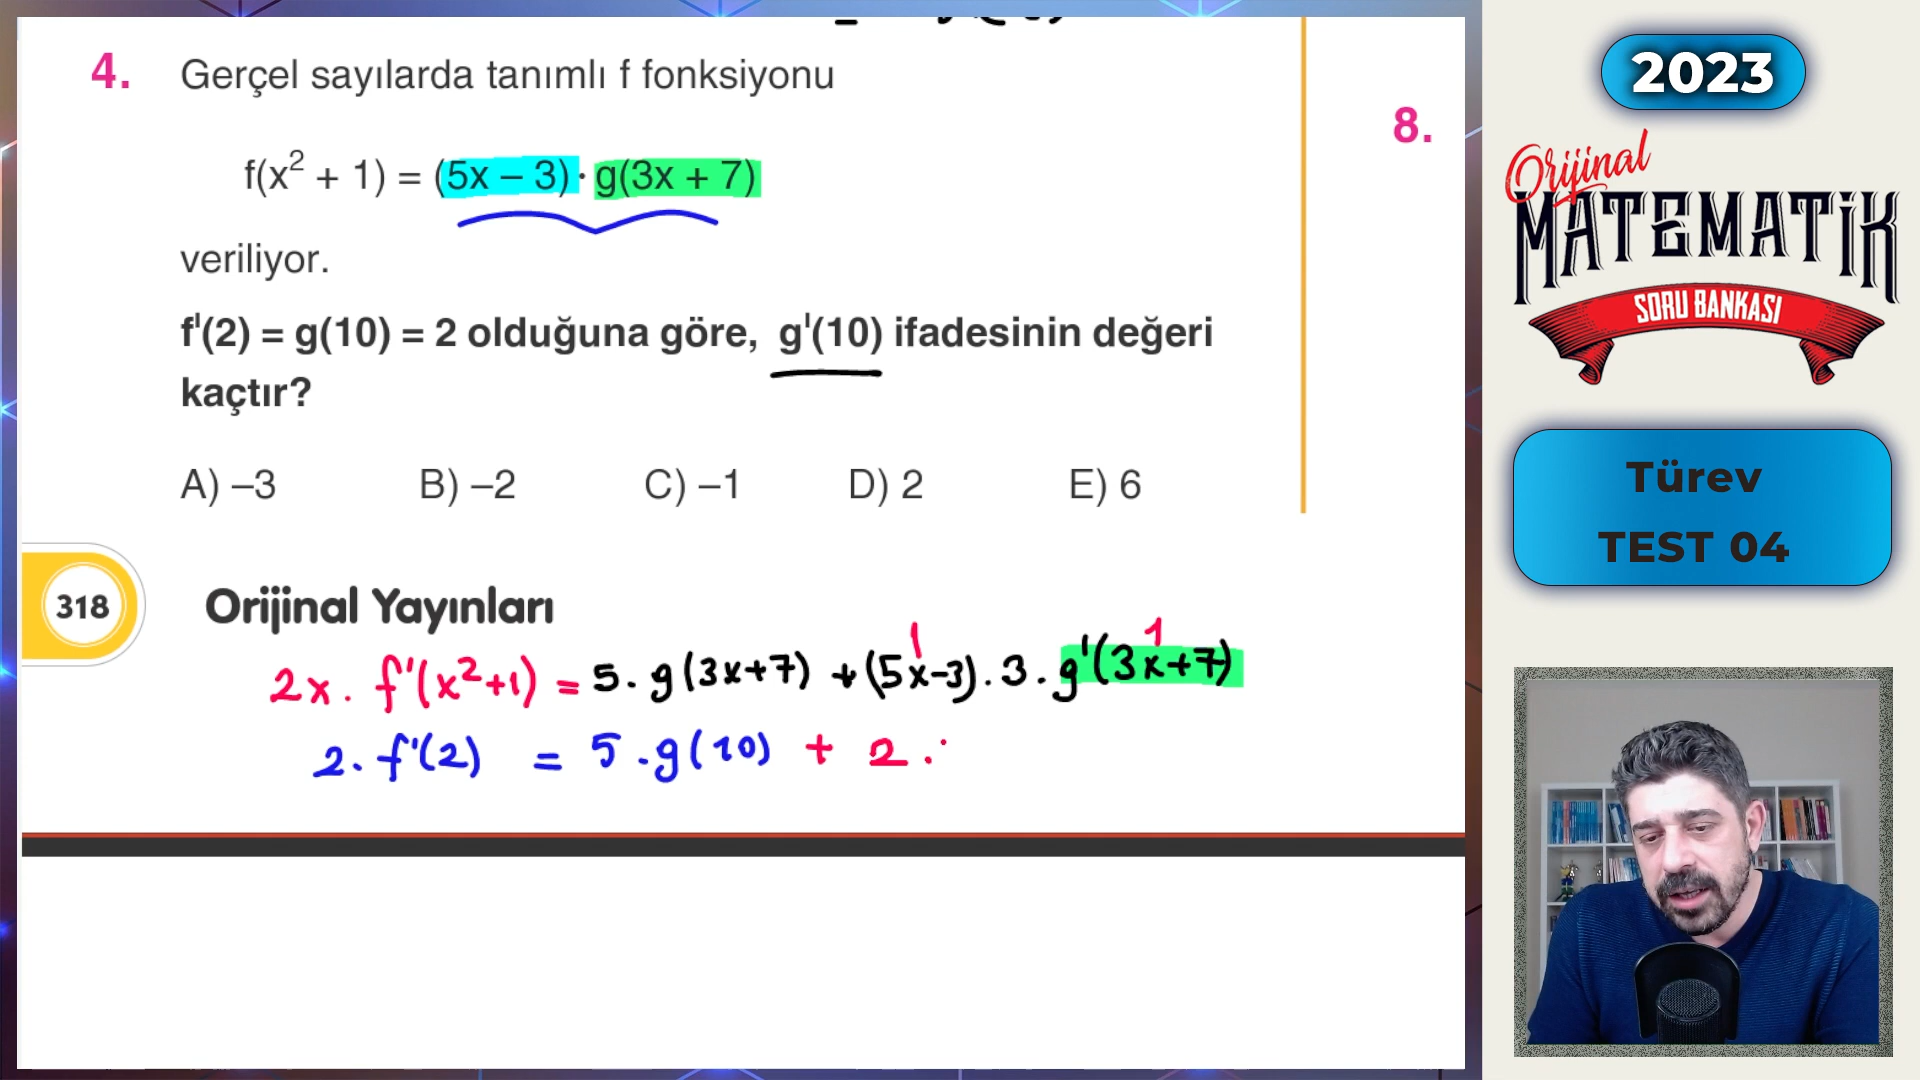 4. Gerçel sayılarda tanımlı f fonksiyonu
f(x² + 1) = (5x – 3) · g(3x + 7)
veriliyor.
f'(2) = g(10) = 2 olduğuna göre, g'(10) ifadesinin değeri
kaçtır?
A) –3 B) –2 C) –1 D) 2 E) 6
318 Orijinal Yayınları
2x . f'(x²+1) = 5 . g(3x+7) + (5x-3) . 3 . g'(3x+7)
1 1
2 . f'(2) = 5 . g(10) + 2 .
8.
2023
Orijinal
MATEMATİK
SORU BANKASI
Türev
TEST 04